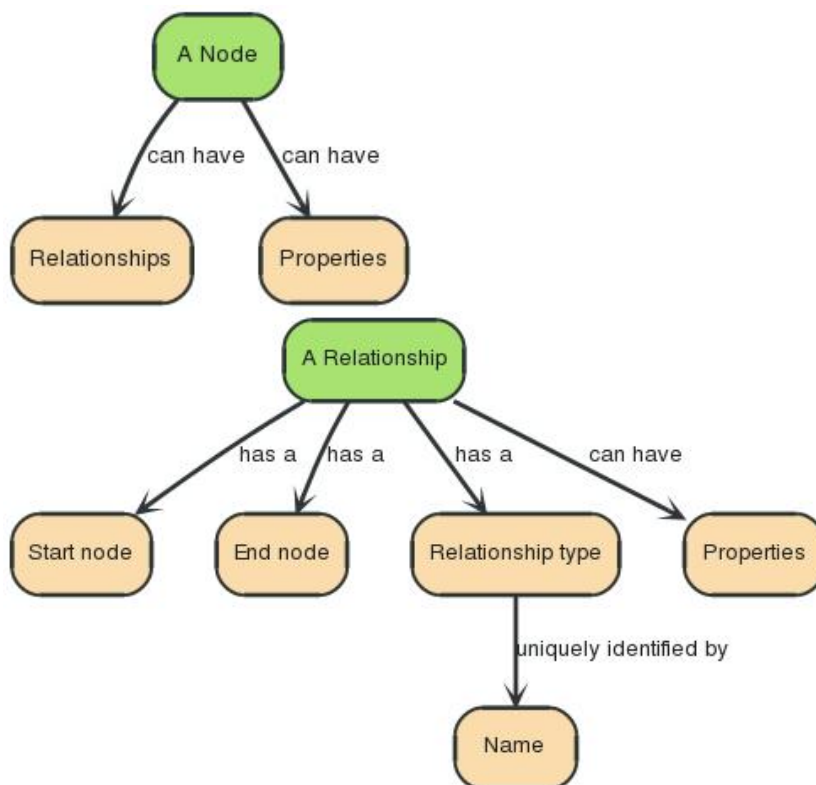 A Node
can have
can have
Relationships
Properties
A Relationship
has a
has a
has a
can have
Start node
End node
Relationship type
Properties
uniquely identified by
Name